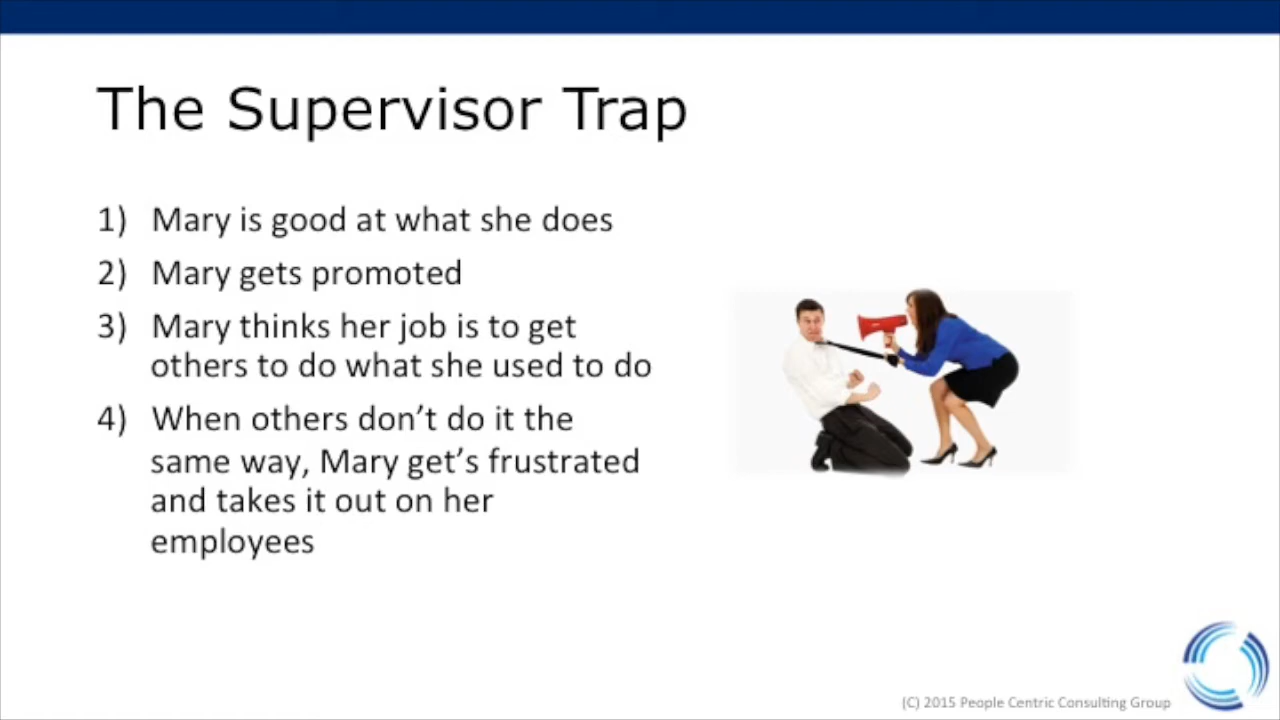 The Supervisor Trap
1) Mary is good at what she does
2) Mary gets promoted
3) Mary thinks her job is to get
others to do what she used to do
4) When others don’t do it the
same way, Mary get’s frustrated
and takes it out on her
employees
(C) 2015 People Centric Consulting Group